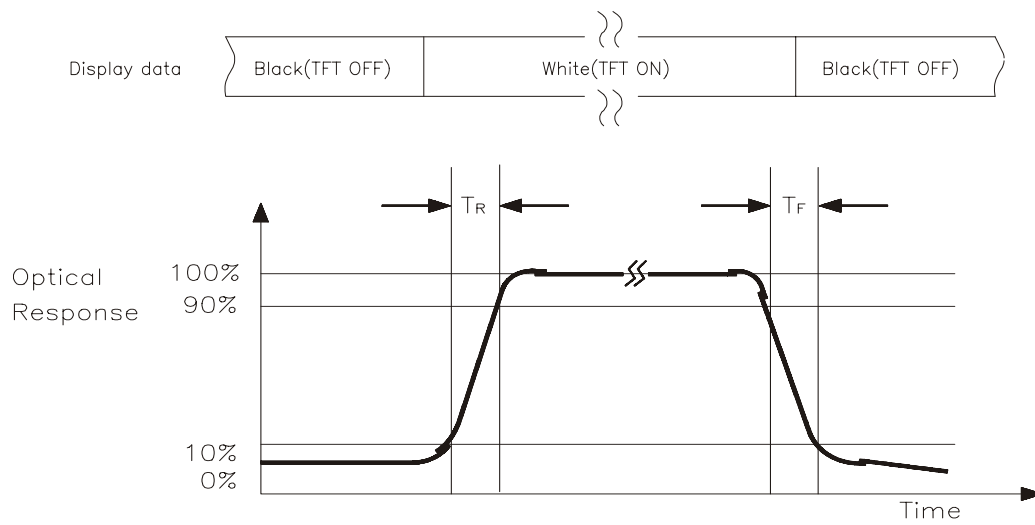 Display data
Black(TFT OFF)
White(TFT ON)
Black(TFT OFF)
TR
TF
Optical
Response
100%
90%
10%
0%
Time